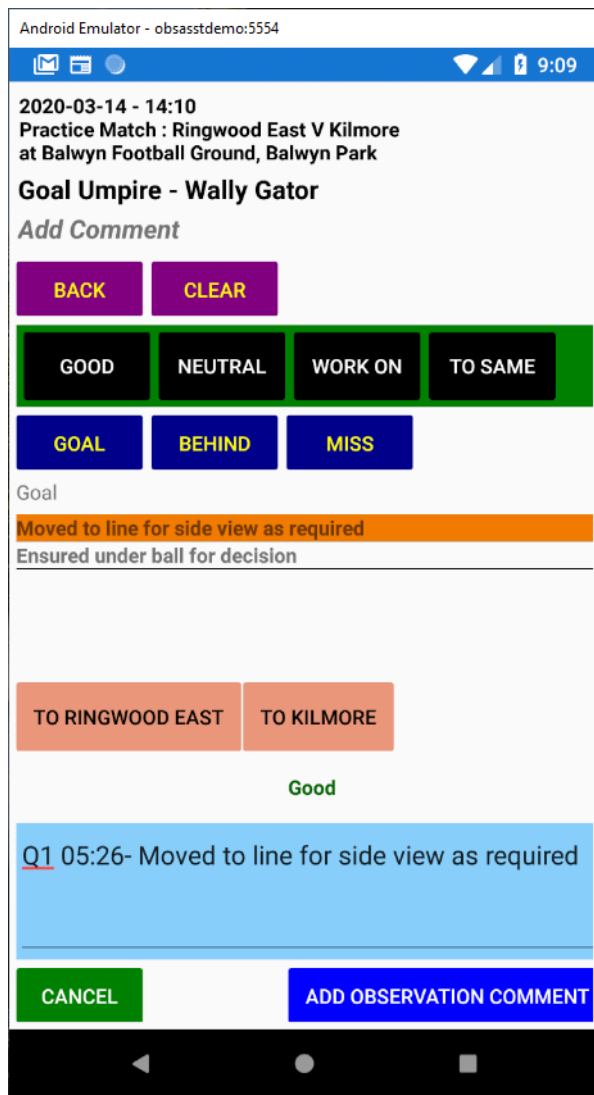 Android Emulator - obsasstdemo:5554
9:09
2020-03-14 - 14:10
Practice Match : Ringwood East V Kilmore
at Balwyn Football Ground, Balwyn Park
Goal Umpire - Wally Gator
Add Comment
BACK CLEAR
GOOD NEUTRAL WORK ON TO SAME
GOAL BEHIND MISS
Goal
Moved to line for side view as required
Ensured under ball for decision
TO RINGWOOD EAST TO KILMORE
Good
Q1 05:26- Moved to line for side view as required
CANCEL ADD OBSERVATION COMMENT